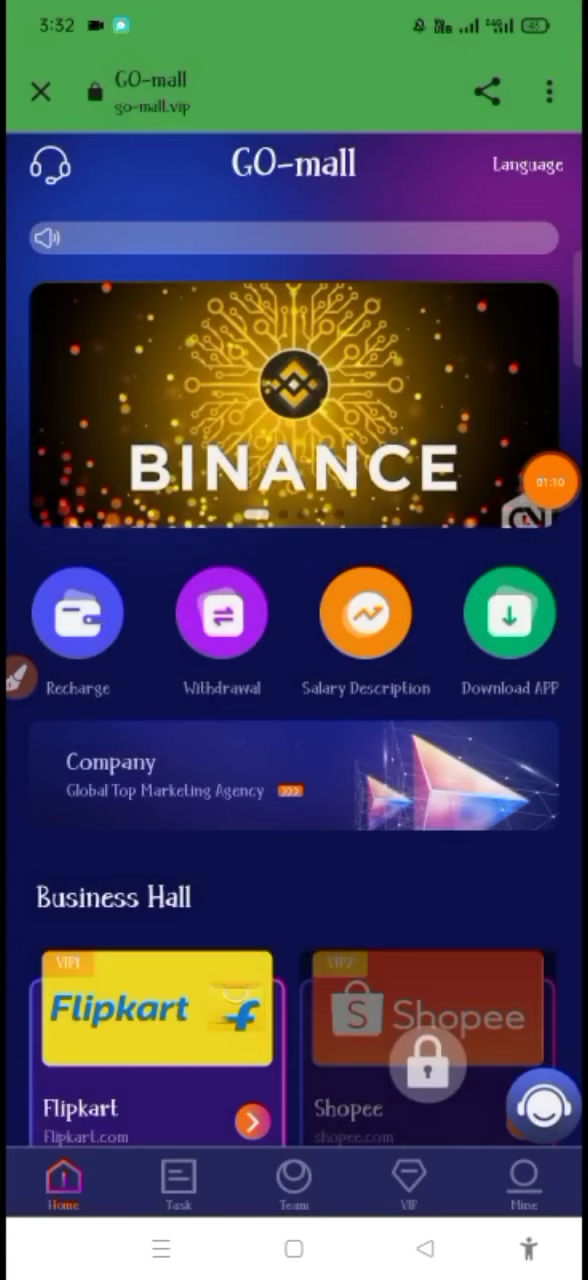 3:32
GO-mall
go-mall.vip
GO-mall
Language
BINANCE
01:10
Recharge
Withdrawal
Salary Description
Download APP
Company
Global Top Marketing Agency
Business Hall
VIP1
VIP2
Flipkart
Shopee
Flipkart
Shopee
Flipkart.com
shopee.com
Home
Task
Team
VIP
Mine